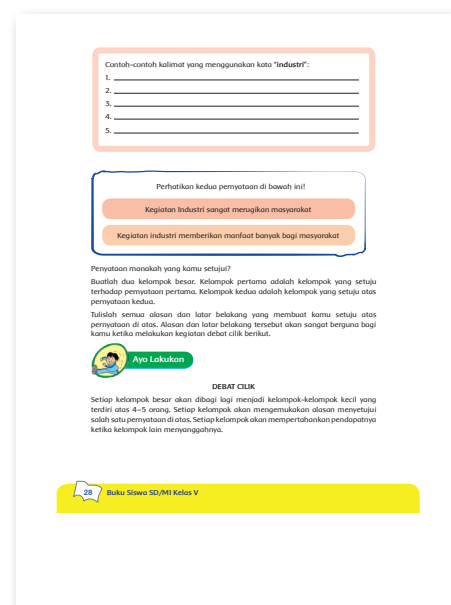 Contoh-contoh kalimat yang menggunakan kata "industri":
1.
2.
3.
4.
5.
Perhatikan kedua pernyataan di bawah ini!
Kegiatan Industri sangat merugikan masyarakat
Kegiatan industri memberikan manfaat banyak bagi masyarakat
Penyataan manakah yang kamu setujui?
Buatlah dua kelompok besar. Kelompok pertama adalah kelompok yang setuju
terhadap pernyataan pertama. Kelompok kedua adalah kelompok yang setuju atas
pernyataan kedua.
Tulislah semua alasan dan latar belakang yang membuat kamu setuju atas
pernyataan di atas. Alasan dan latar belakang tersebut akan sangat berguna bagi
kamu ketika melakukan kegiatan debat cilik berikut.
Ayo Lakukan
DEBAT CILIK
Setiap kelompok besar akan dibagi lagi menjadi kelompok-kelompok kecil yang
terdiri atas 4–5 orang. Setiap kelompok akan mengemukakan alasan menyetujui
salah satu pernyataan di atas. Setiap kelompok akan mempertahankan pendapatnya
ketika kelompok lain menyanggahnya.
28 Buku Siswa SD/MI Kelas V